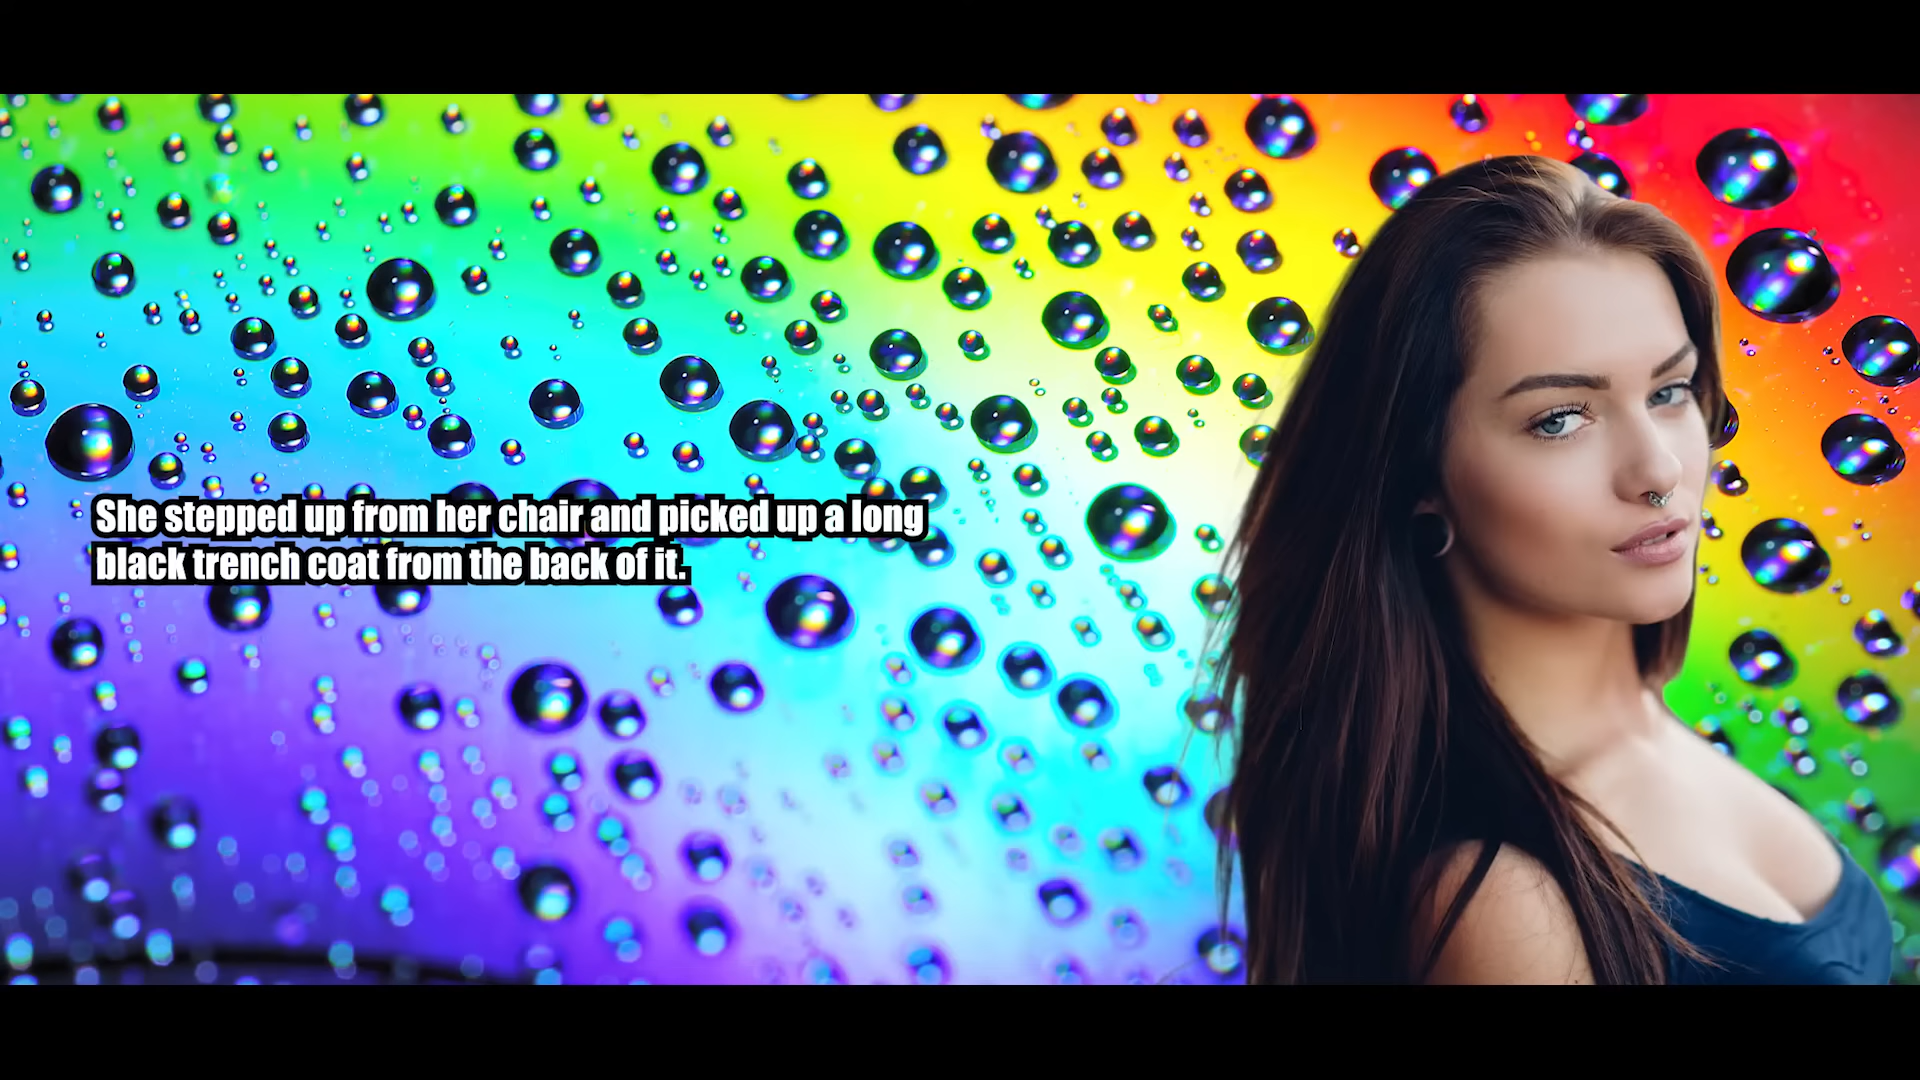 She stepped up from her chair and picked up a long
black trench coat from the back of it.